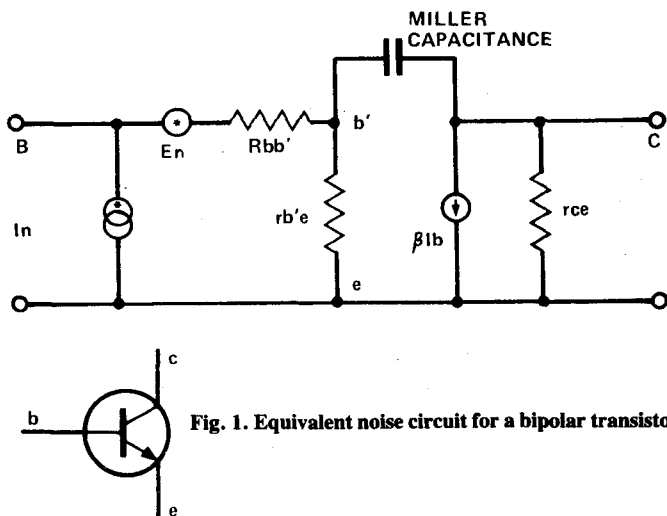 MILLER
CAPACITANCE
B
En
Rbb'
b'
C
In
rb'e
βIb
rce
e
c
b
e
Fig. 1. Equivalent noise circuit for a bipolar transisto